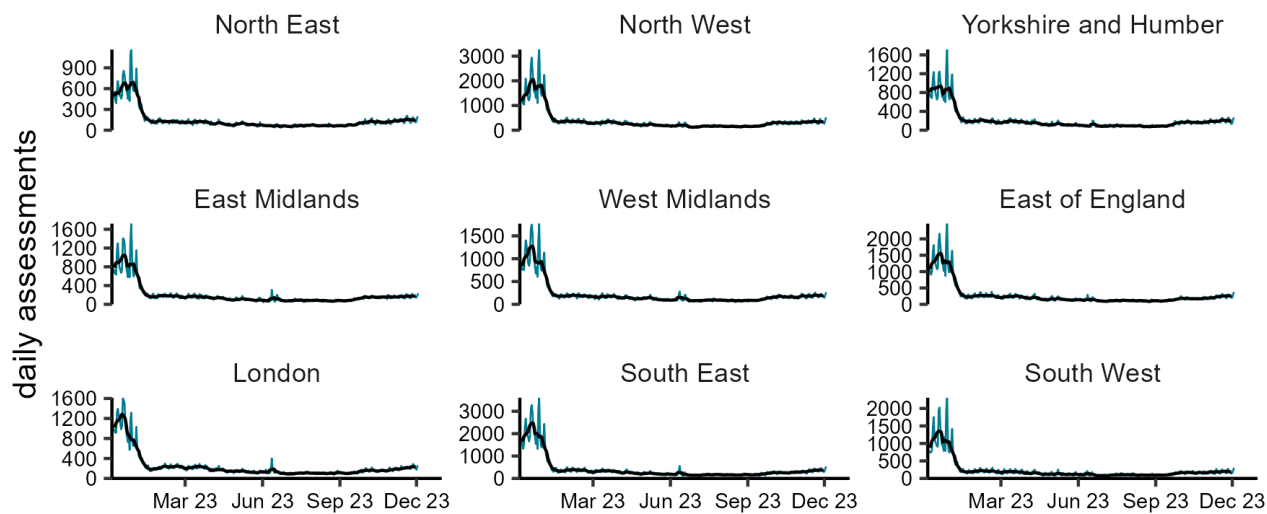 North East North West Yorkshire and Humber
900 3000 1600
600 2000 1200
300 1000 800
0 0 400
0
East Midlands West Midlands East of England
1600 1500 2000
1200 1000 1500
800 500 1000
400 0 500
0 0
London South East South West
1600 3000 2000
1200 2000 1500
800 1000 1000
400 0 500
0 0
Mar 23 Jun 23 Sep 23 Dec 23 Mar 23 Jun 23 Sep 23 Dec 23 Mar 23 Jun 23 Sep 23 Dec 23
daily assessments